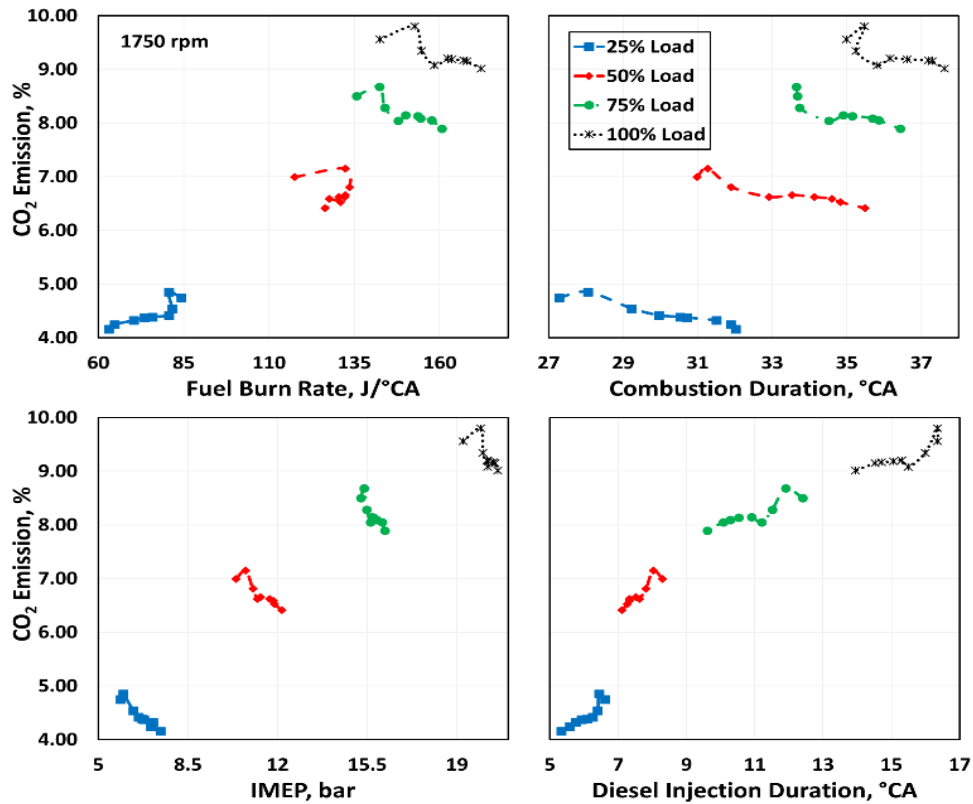 10.00
9.00
8.00
7.00
6.00
5.00
4.00
CO2 Emission, %
1750 rpm
60 85 110 135 160
Fuel Burn Rate, J/°CA
25% Load
50% Load
75% Load
100% Load
27 29 31 33 35 37
Combustion Duration, °CA
10.00
9.00
8.00
7.00
6.00
5.00
4.00
CO2 Emission, %
5 8.5 12 15.5 19
IMEP, bar
5 7 9 11 13 15 17
Diesel Injection Duration, °CA